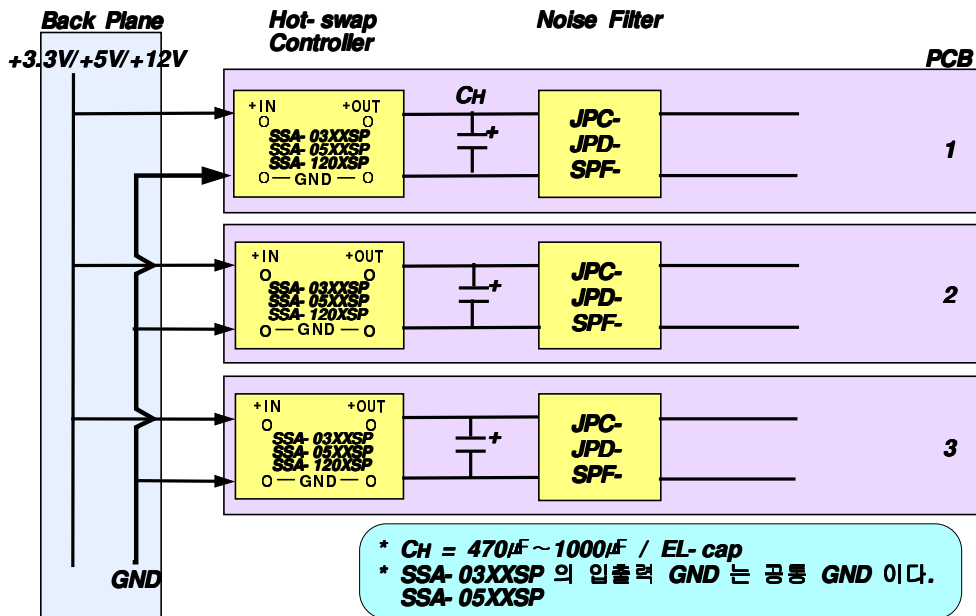 Back Plane
Hot-swap
Controller
Noise Filter
+3.3V/+5V/+12V
PCB
+IN +OUT
SSA-03XXSP
SSA-05XXSP
SSA-120XSP
GND
CH
+
JPC-
JPD-
SPF-
1
+IN +OUT
SSA-03XXSP
SSA-05XXSP
SSA-120XSP
GND
+
JPC-
JPD-
SPF-
2
+IN +OUT
SSA-03XXSP
SSA-05XXSP
SSA-120XSP
GND
+
JPC-
JPD-
SPF-
3
GND
* CH = 470㎌~1000㎌ / EL-cap
* SSA-03XXSP 의 입출력 GND 는 공통 GND 이다.
SSA-05XXSP